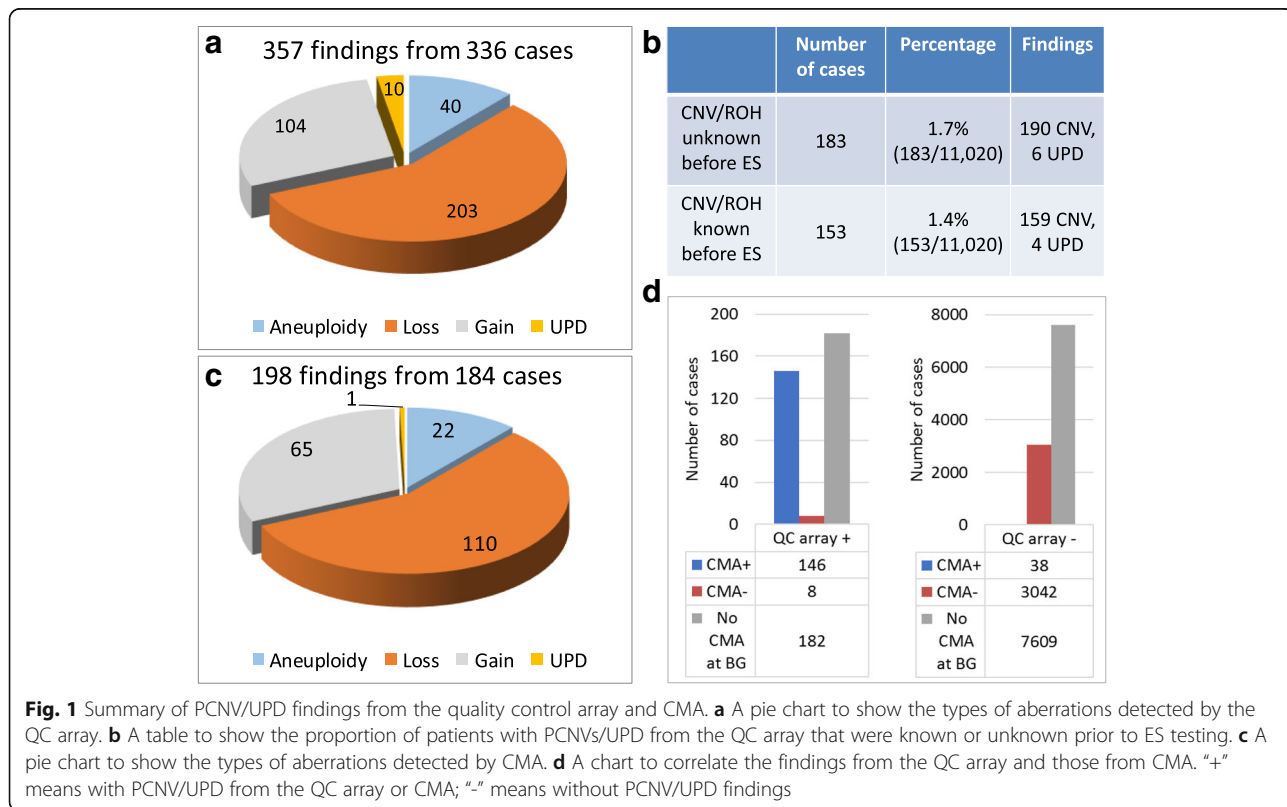 a
357 findings from 336 cases
10
40
104
203
Aneuploidy Loss Gain UPD
b
Number of cases Percentage Findings
CNV/ROH unknown before ES 183 1.7% (183/11,020) 190 CNV, 6 UPD
CNV/ROH known before ES 153 1.4% (153/11,020) 159 CNV, 4 UPD
c
198 findings from 184 cases
1
22
65
110
Aneuploidy Loss Gain UPD
d
Number of cases
200
160
120
80
40
0
QC array +
CMA+ 146
CMA- 8
No CMA at BG 182
Number of cases
8000
6000
4000
2000
0
QC array -
CMA+ 38
CMA- 3042
No CMA at BG 7609
Fig. 1 Summary of PCNV/UPD findings from the quality control array and CMA. a A pie chart to show the types of aberrations detected by the
QC array. b A table to show the proportion of patients with PCNVs/UPD from the QC array that were known or unknown prior to ES testing. c A
pie chart to show the types of aberrations detected by CMA. d A chart to correlate the findings from the QC array and those from CMA. “+”
means with PCNV/UPD from the QC array or CMA; “-” means without PCNV/UPD findings